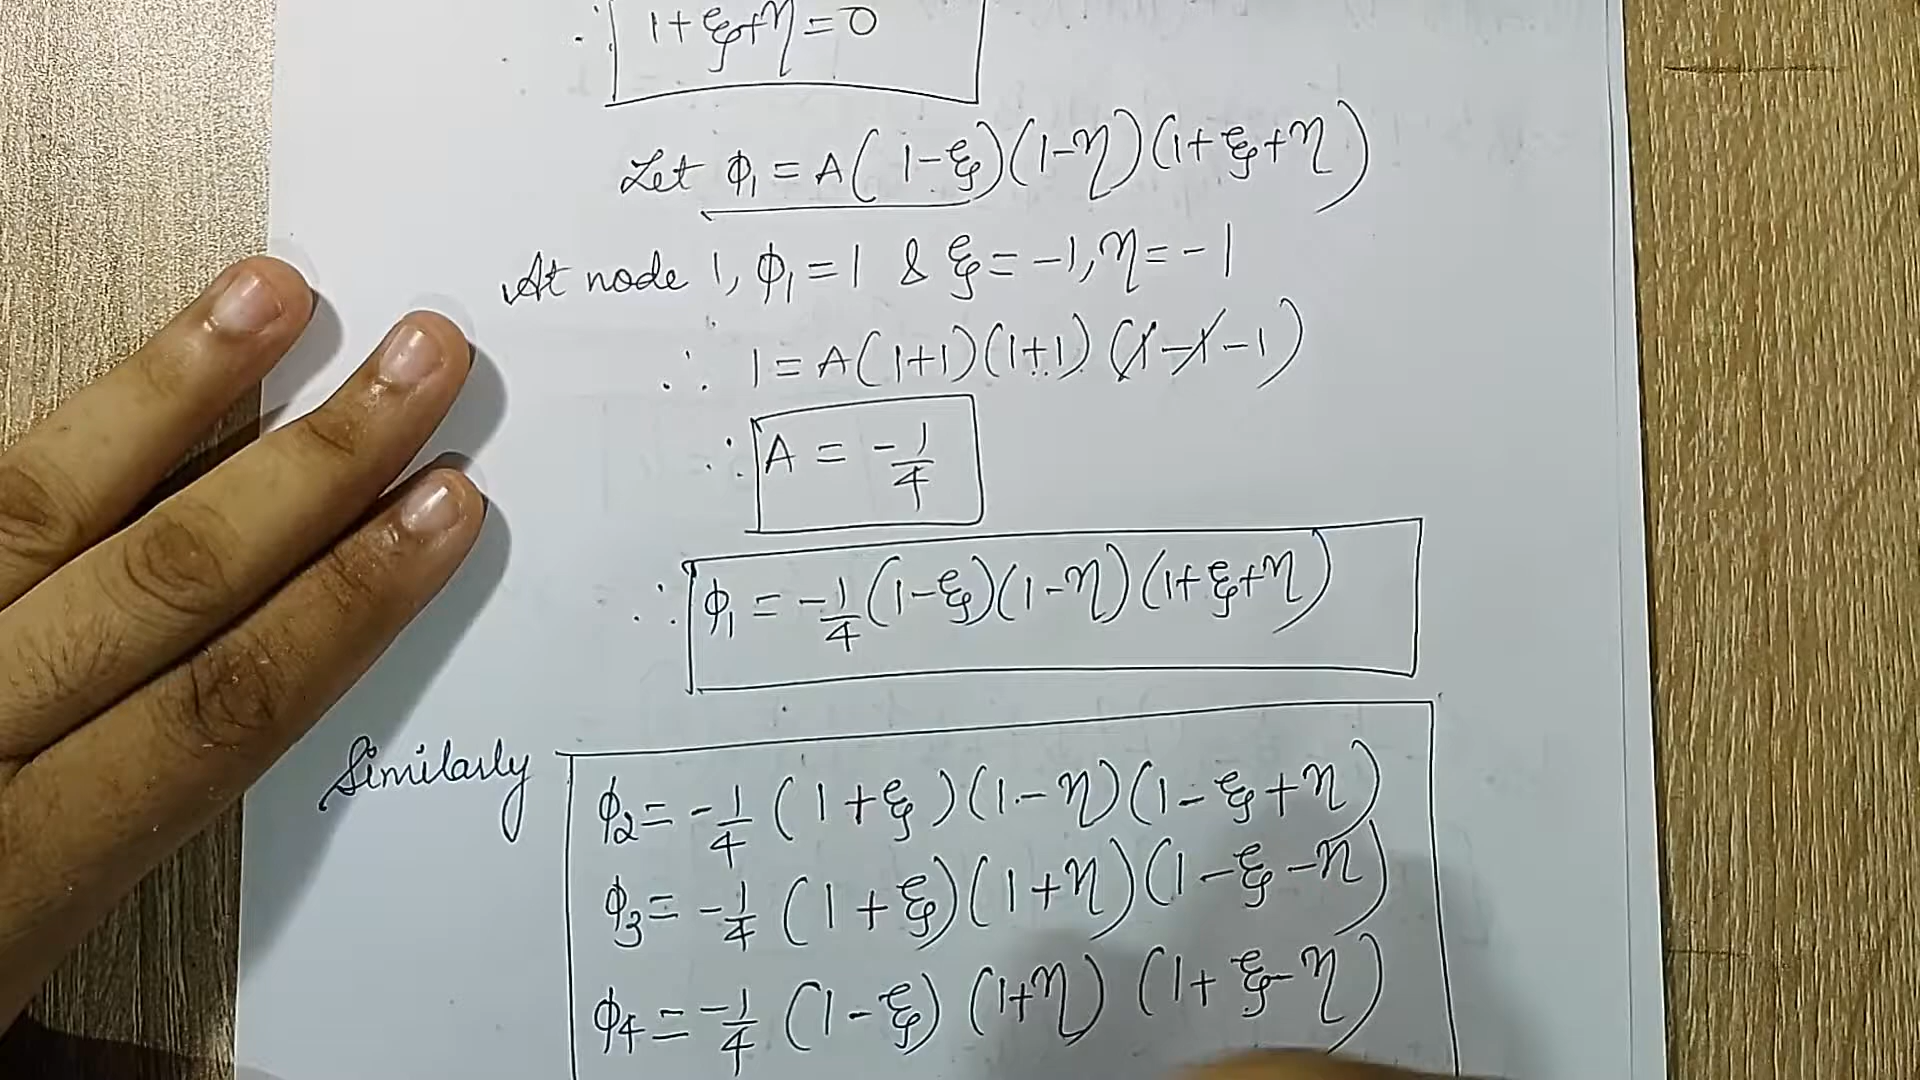 ∴ 1+ξ+η=0
Let ϕ₁ = A(1-ξ)(1-η)(1+ξ+η)
At node 1, ϕ₁ = 1 & ξ = -1, η = -1
∴ 1 = A(1+1)(1+1)(1-1-1)
∴ A = -1/4
∴ ϕ₁ = -1/4(1-ξ)(1-η)(1+ξ+η)
Similarly
ϕ₂ = -1/4 (1+ξ)(1-η)(1-ξ+η)
ϕ₃ = -1/4 (1+ξ)(1+η)(1-ξ-η)
ϕ₄ = -1/4 (1-ξ)(1+η)(1+ξ-η)